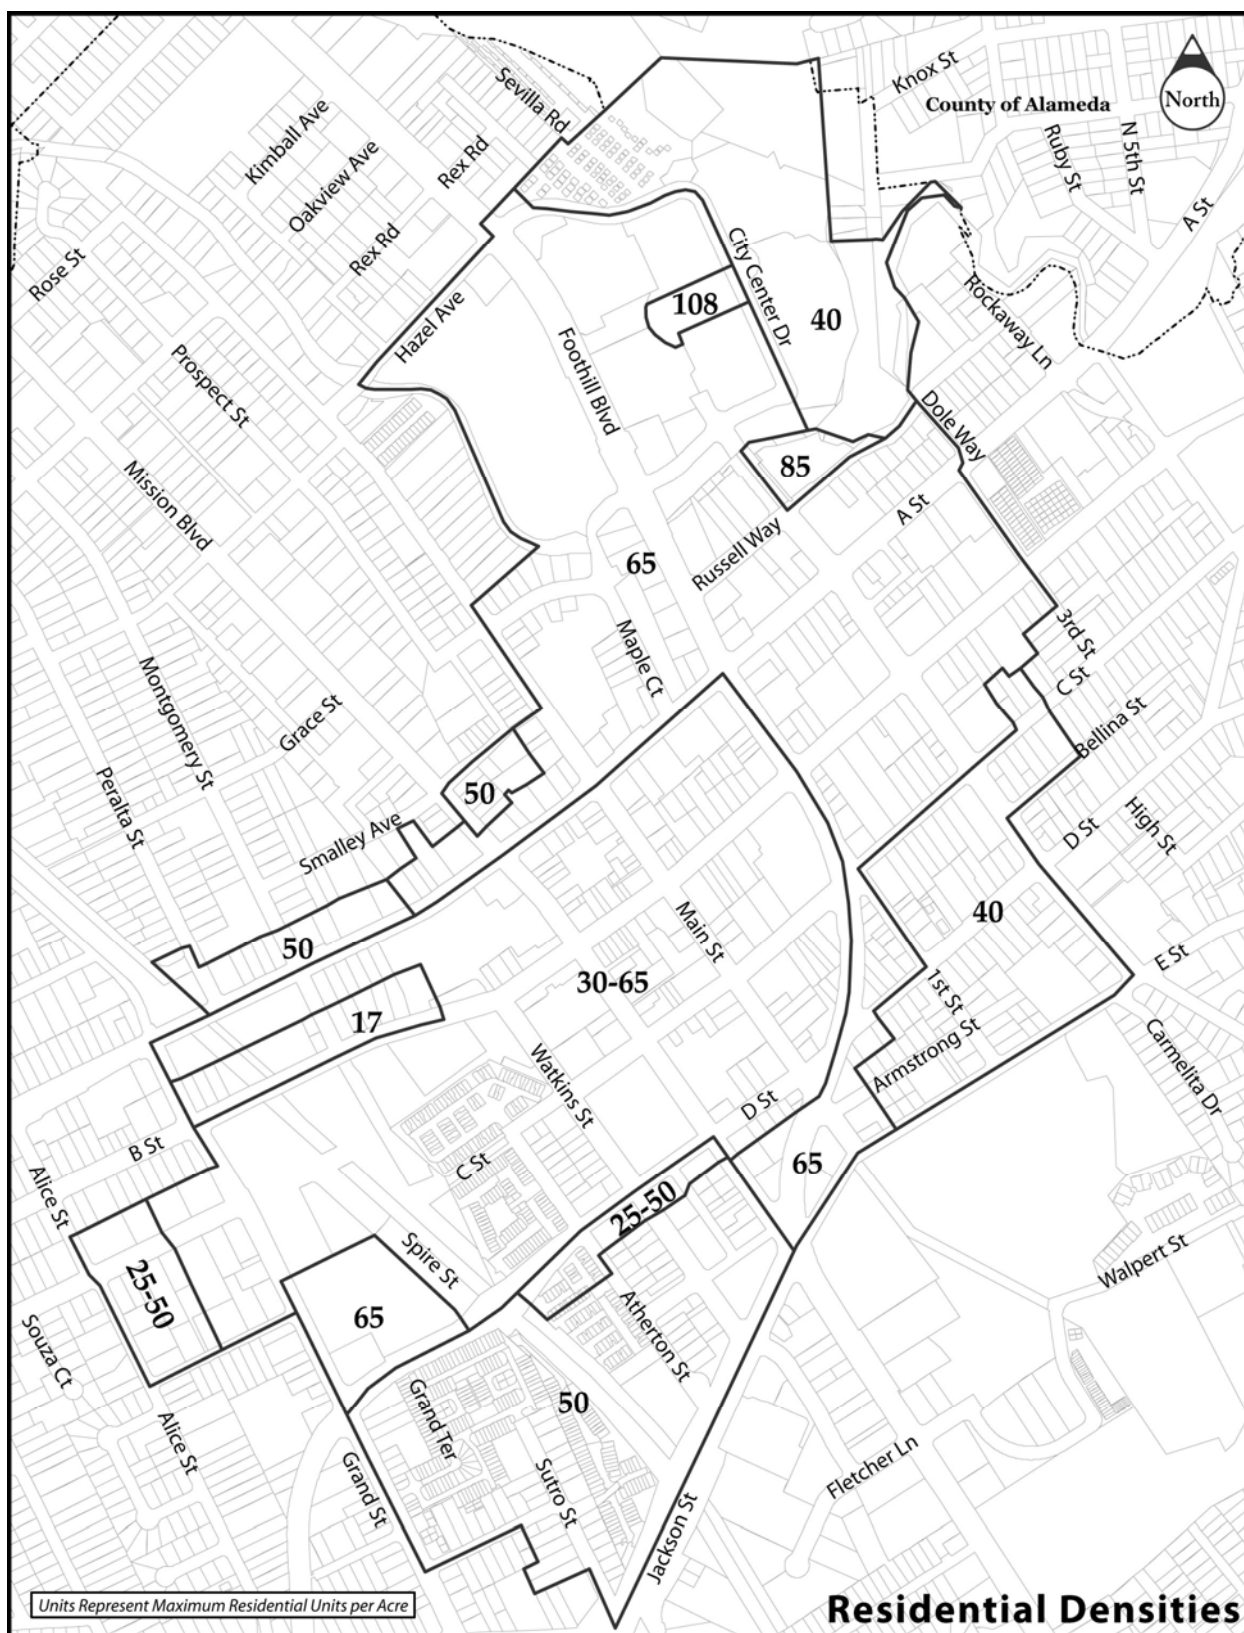 Knox St
North
Sevilla Rd
County of Alameda
Kimball Ave
Ruby St
N 5th St
Oakview Ave
Rex Rd
A St
Rex Rd
Rose St
City Center Dr
Hazel Ave
108
40
Rockaway Ln
Foothill Blvd
Prospect St
Dole Way
85
Mission Blvd
A St
65
Russell Way
Maple Ct
3rd St
C St
Montgomery St
Grace St
Bellina St
Peralta St
50
Smalley Ave
High St
D St
40
Main St
50
E St
30-65
17
1st St
Armstrong St
Carmelita Dr
Watkins St
D St
B St
C St
65
Alice St
25-50
Spire St
Walpert St
25-50
65
Atherton St
Souza Ct
50
Grand Ter
Alice St
Fletcher Ln
Grand St
Sutro St
Jackson St
Units Represent Maximum Residential Units per Acre
Residential Densities